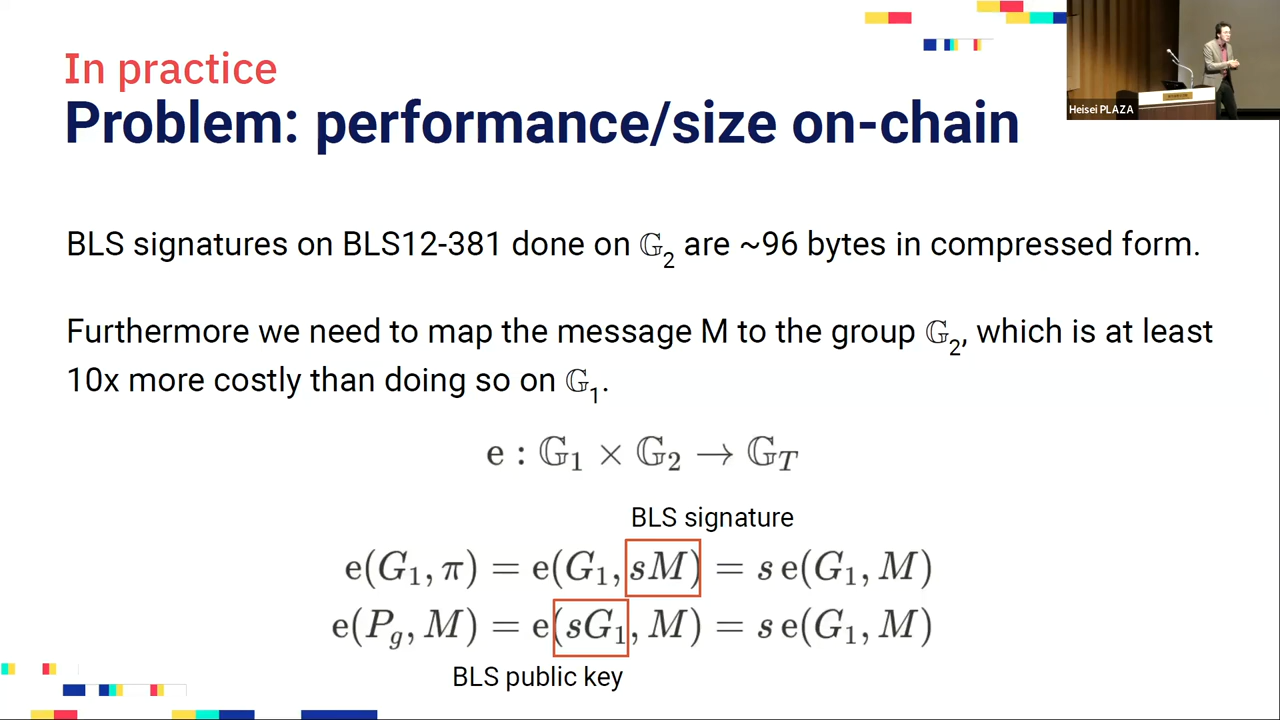 In practice
Problem: performance/size on-chain
Heisei PLAZA
BLS signatures on BLS12-381 done on 𝔾₂ are ~96 bytes in compressed form.
Furthermore we need to map the message M to the group 𝔾₂, which is at least
10x more costly than doing so on 𝔾₁.
e : 𝔾₁ × 𝔾₂ → 𝔾_T
BLS signature
e(G₁, π) = e(G₁, sM) = s e(G₁, M)
e(P_g, M) = e(sG₁, M) = s e(G₁, M)
BLS public key